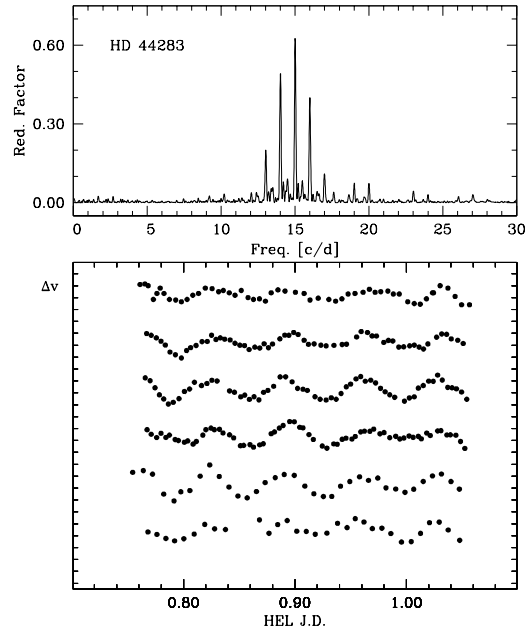 HD 44283
Red. Factor
0.60
0.30
0.00
0 5 10 15 20 25 30
Freq. [c/d]
Δv
0.80 0.90 1.00
HEL J.D.